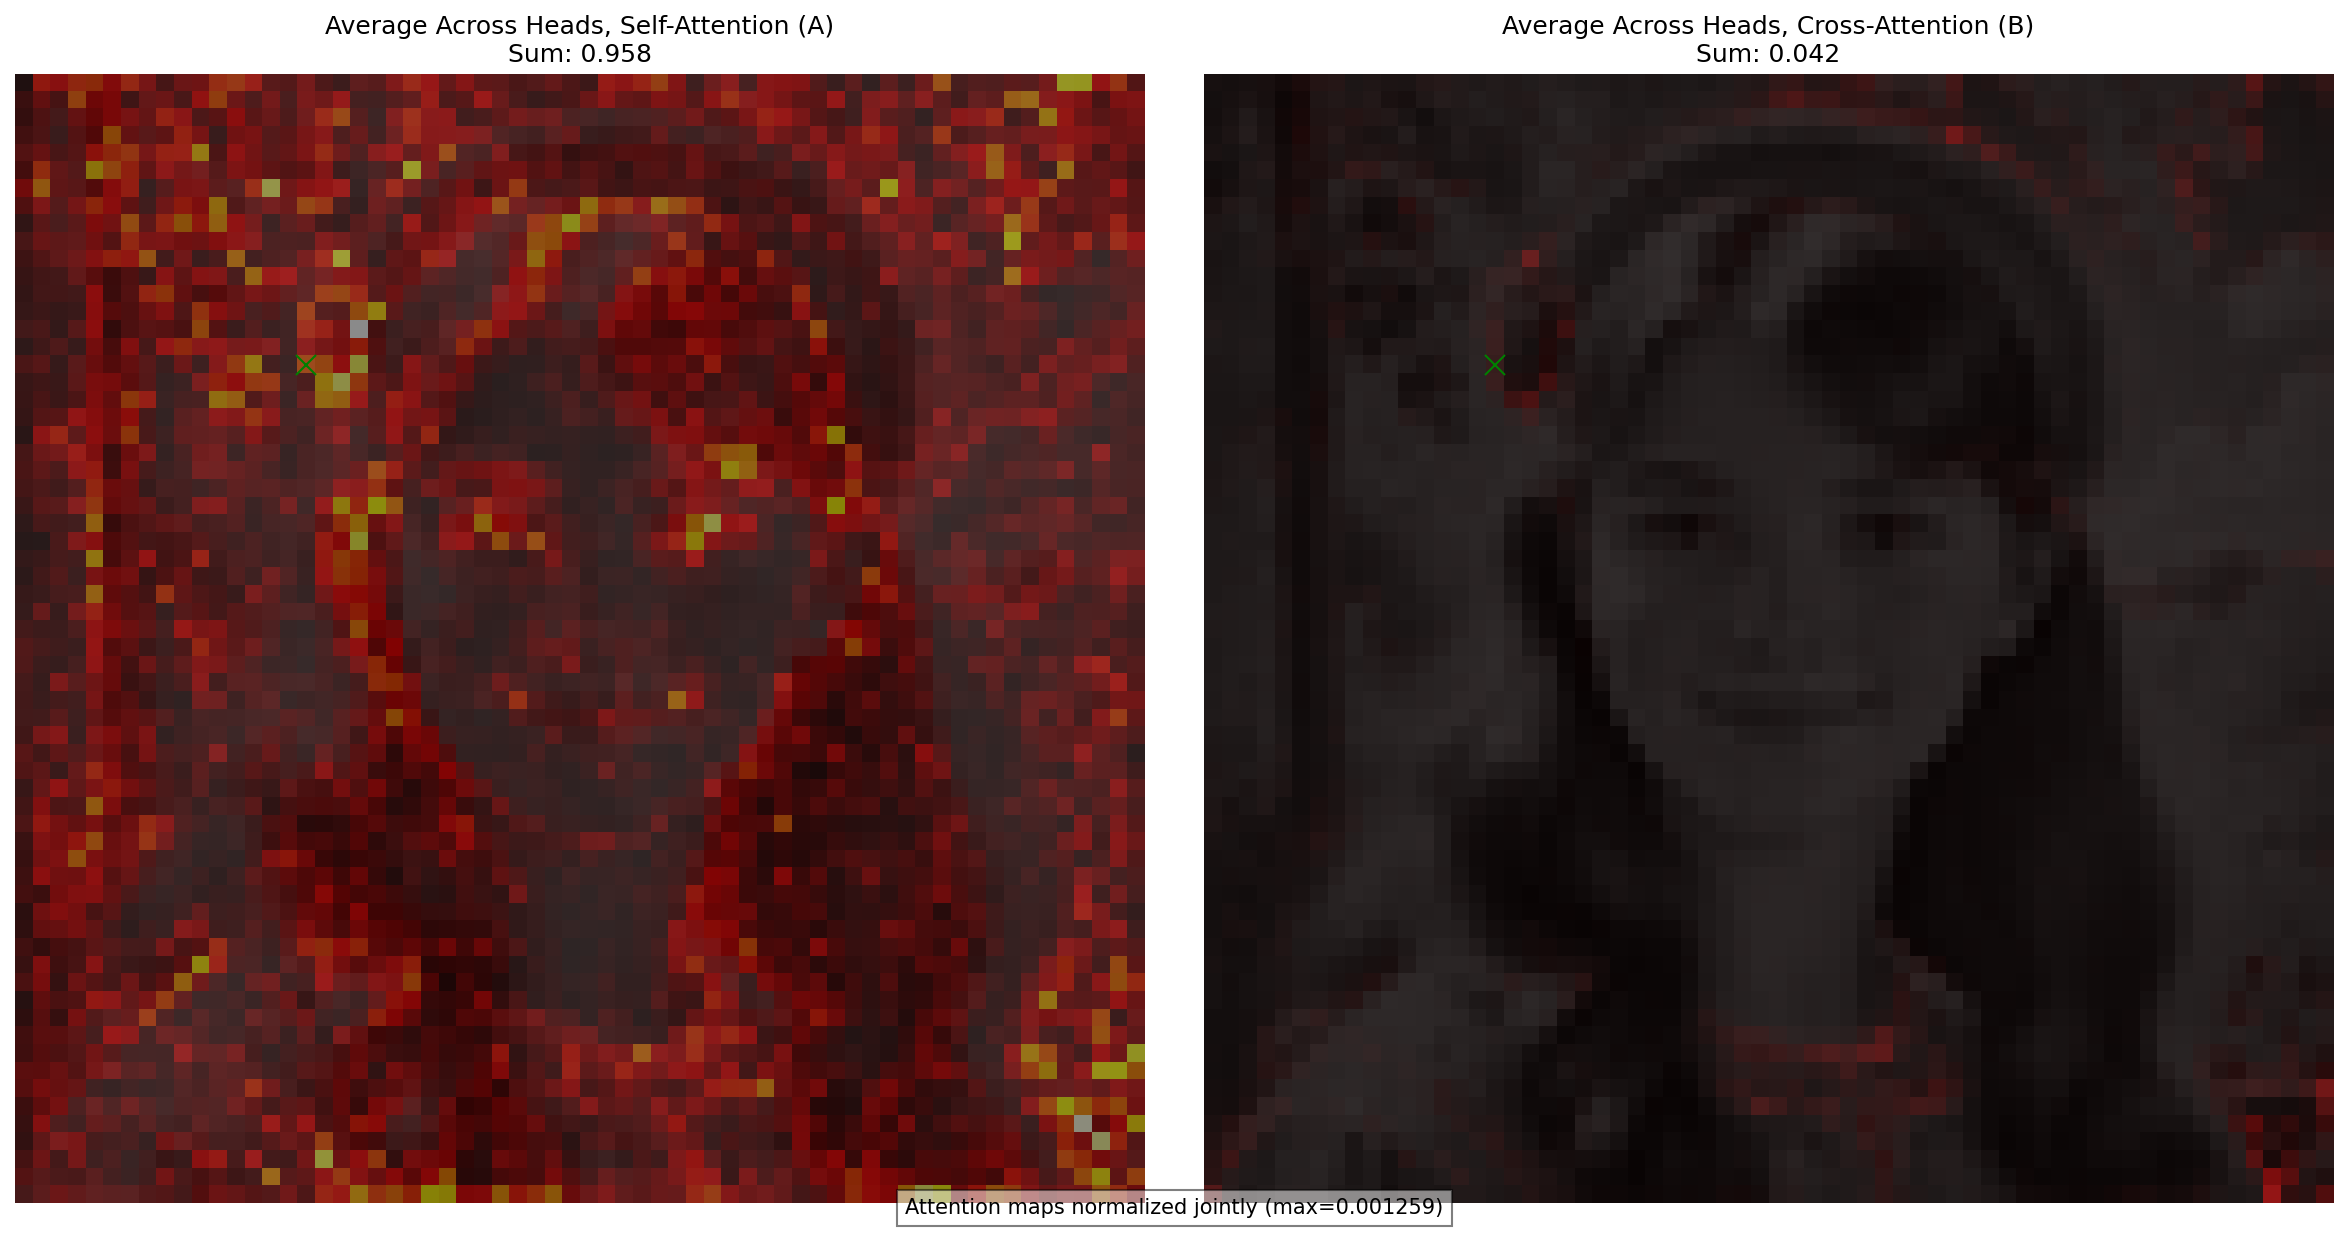 Average Across Heads, Self-Attention (A)
Sum: 0.958
Average Across Heads, Cross-Attention (B)
Sum: 0.042
Attention maps normalized jointly (max=0.001259)